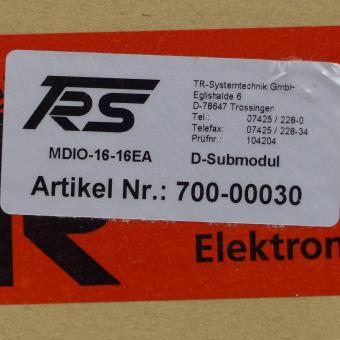 TRS
TR-Systemtechnik GmbH
Eglishalde 6
D-78647 Trossingen
Tel.: 07425 / 228-0
Telefax: 07425 / 228-34
Prüfnr.: 104204
MDIO-16-16EA D-Submodul
Artikel Nr.: 700-00030
R
Elektron